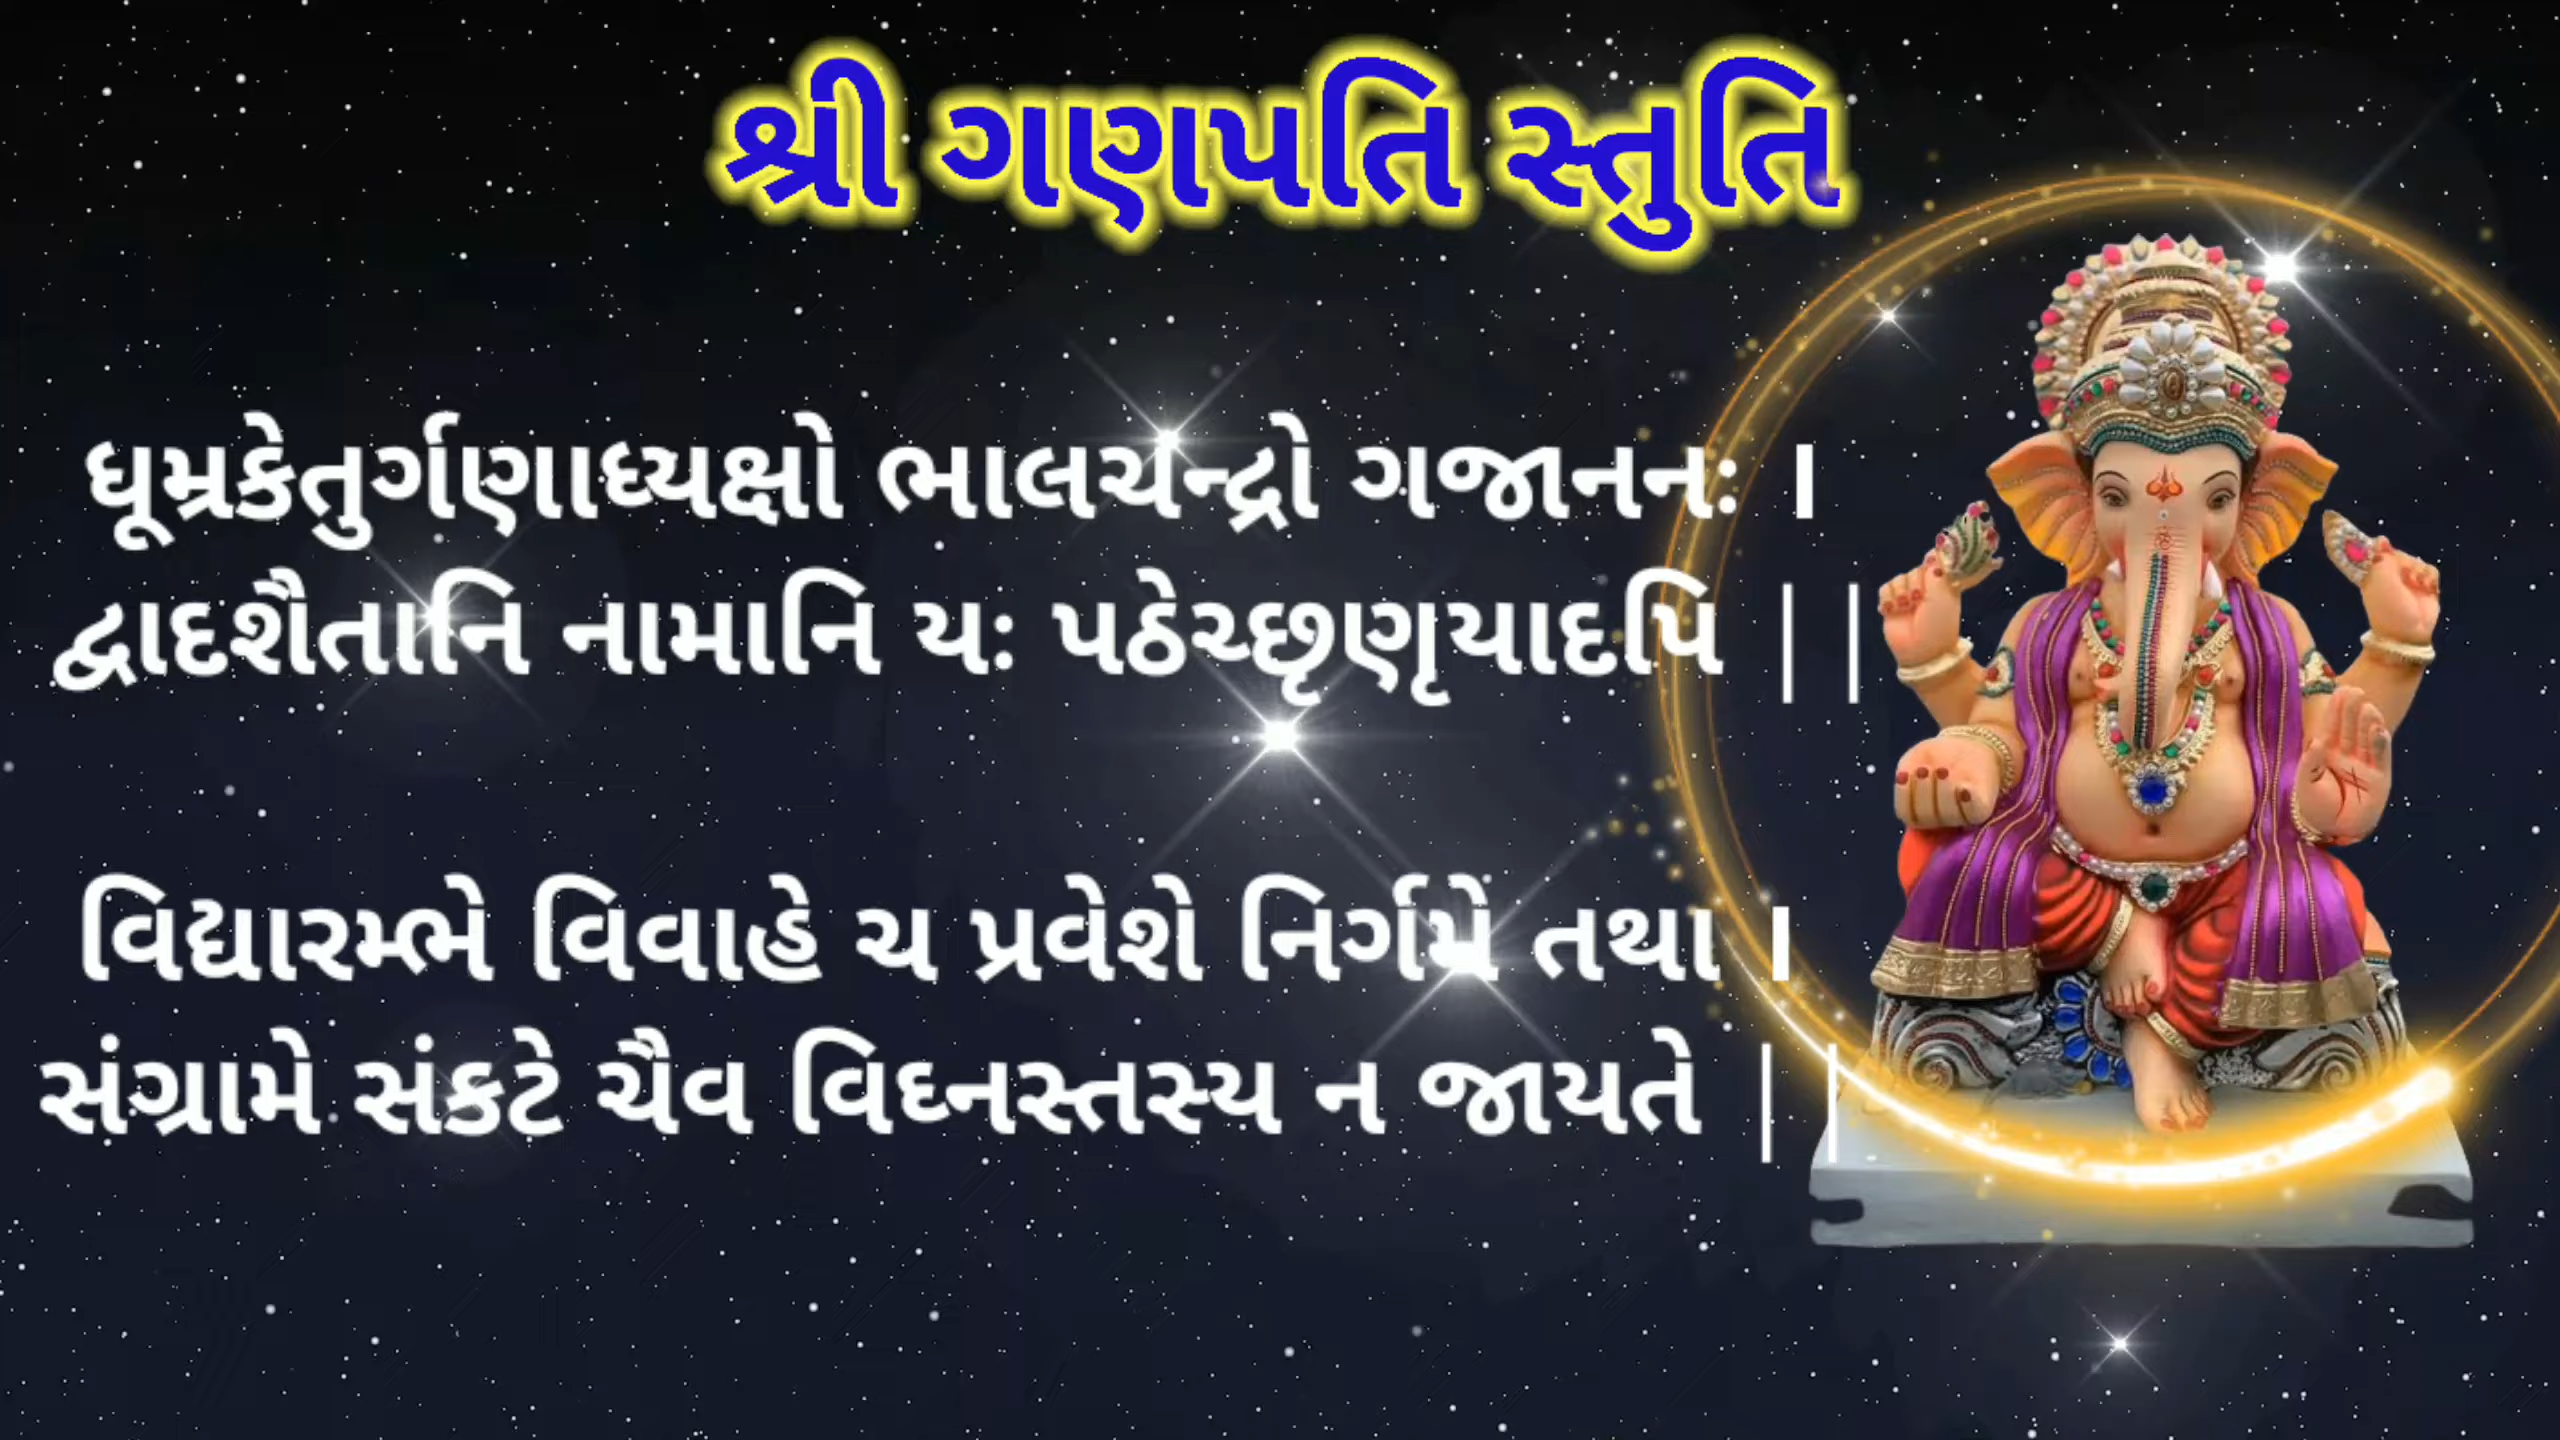 શ્રી ગણપતિ સ્તુતિ
ધૂમ્રકેતુર્ગણાધ્યક્ષો ભાલચન્દ્રો ગજાનનઃ ।
દ્વાદશૈતાનિ નામાનિ યઃ પઠેચ્છૃણૃયાદપિ ||
વિદ્યારમ્ભે વિવાહે ચ પ્રવેશે નિર્ગમે તથા ।
સંગ્રામે સંકટે ચૈવ વિઘ્નસ્તસ્ય ન જાયતે ||